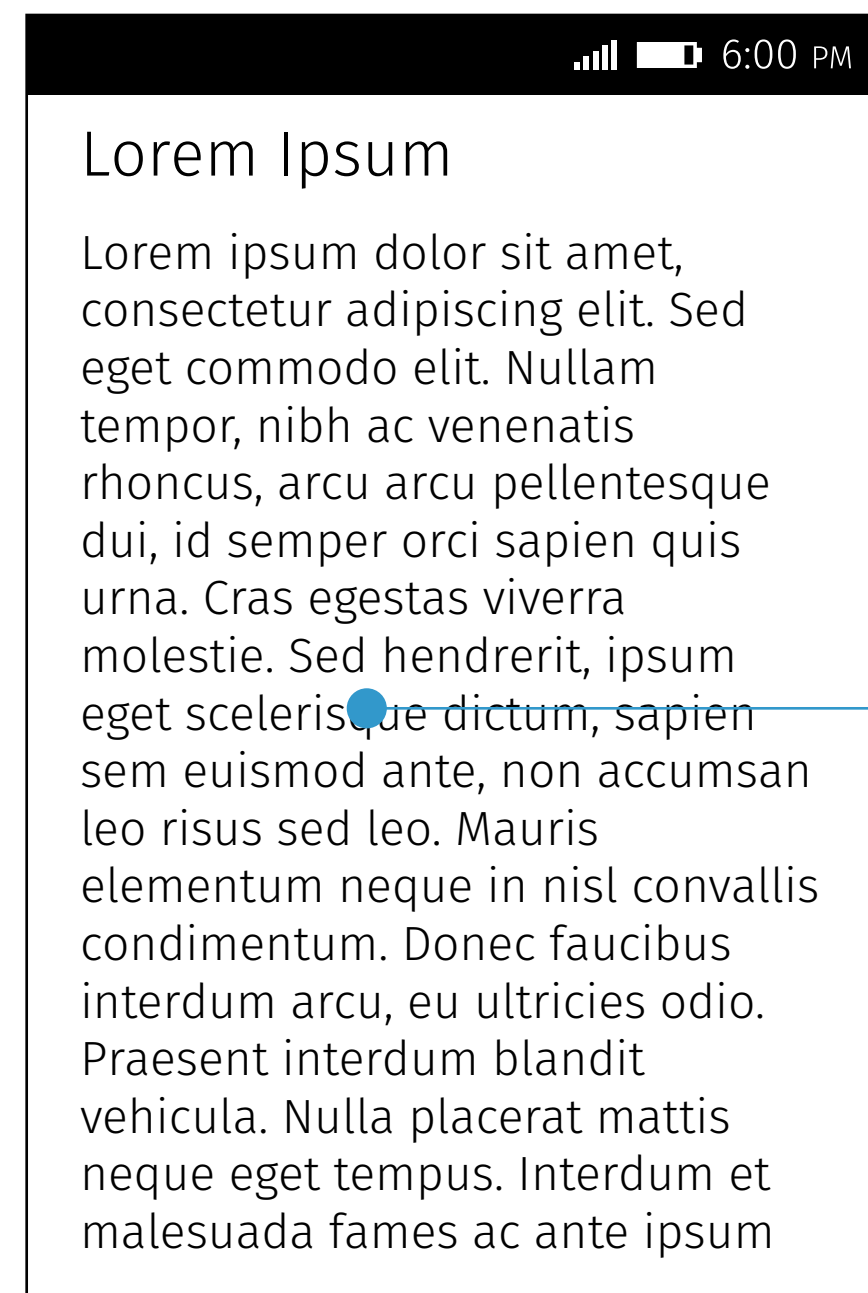 6:00 PM
Lorem Ipsum
Lorem ipsum dolor sit amet,
consectetur adipiscing elit. Sed
eget commodo elit. Nullam
tempor, nibh ac venenatis
rhoncus, arcu arcu pellentesque
dui, id semper orci sapien quis
urna. Cras egestas viverra
molestie. Sed hendrerit, ipsum
eget scelerisque dictum, sapien
sem euismod ante, non accumsan
leo risus sed leo. Mauris
elementum neque in nisl convallis
condimentum. Donec faucibus
interdum arcu, eu ultricies odio.
Praesent interdum blandit
vehicula. Nulla placerat mattis
neque eget tempus. Interdum et
malesuada fames ac ante ipsum